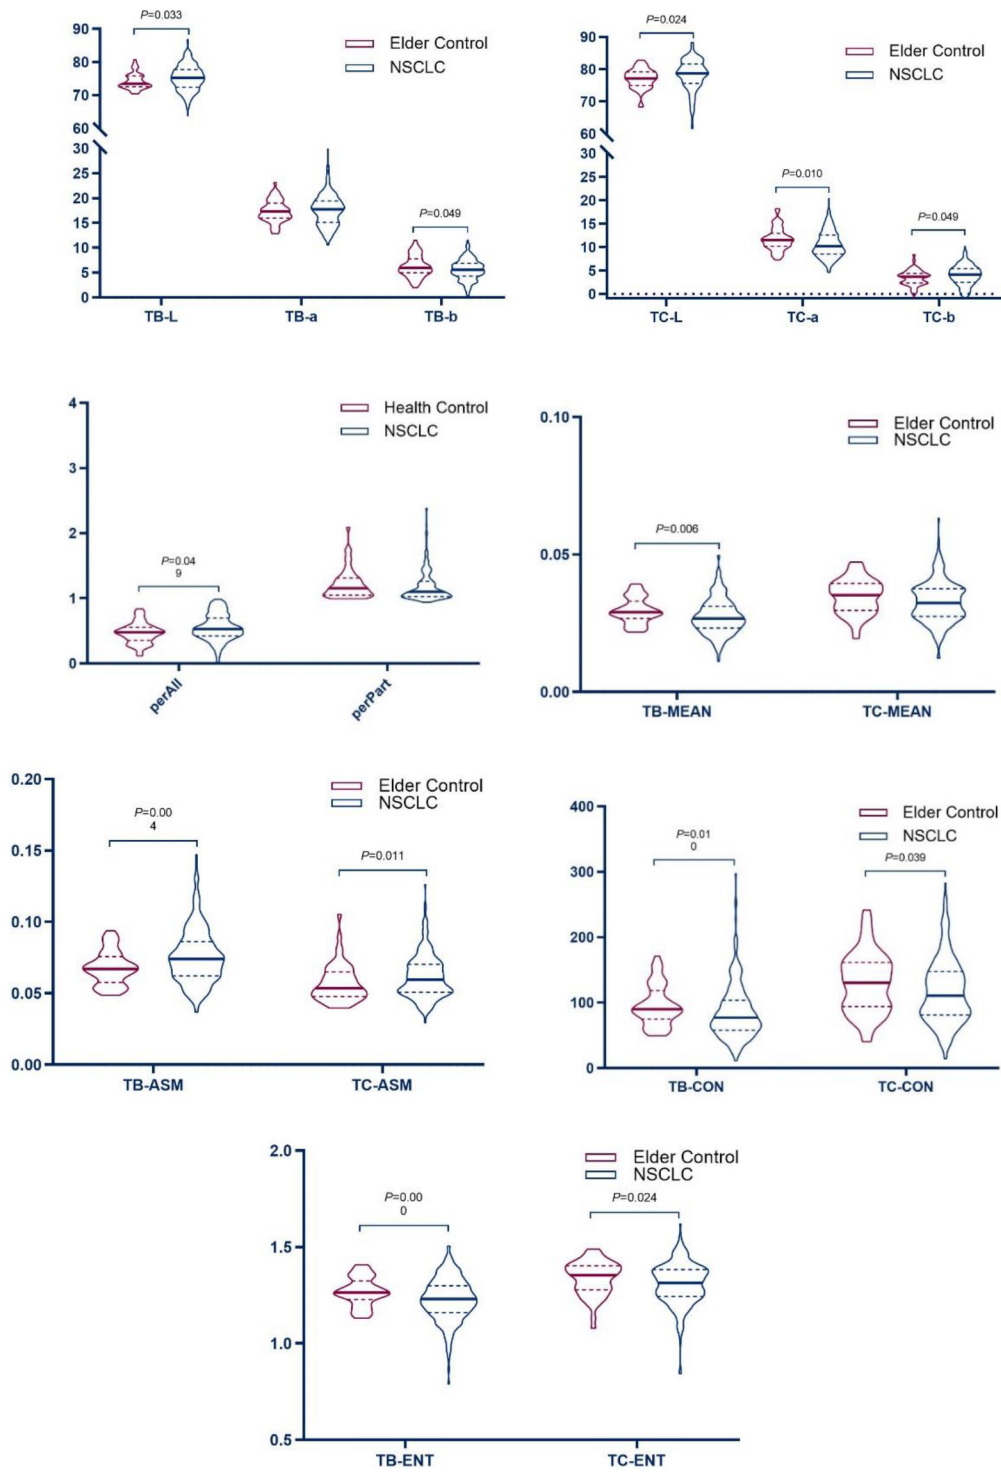 P=0.033
Elder Control
NSCLC
90
80
70
60
30
25
20
15
10
5
0
P=0.049
TB-L
TB-a
TB-b
P=0.024
Elder Control
NSCLC
90
80
70
60
30
25
20
15
10
5
0
P=0.010
P=0.049
TC-L
TC-a
TC-b
Health Control
NSCLC
4
3
2
1
0
P=0.04
9
perAll
perPart
Elder Control
NSCLC
0.10
0.05
0.00
P=0.006
TB-MEAN
TC-MEAN
Elder Control
NSCLC
0.20
0.15
0.10
0.05
0.00
P=0.00
4
P=0.011
TB-ASM
TC-ASM
Elder Control
NSCLC
400
300
200
100
0
P=0.01
0
P=0.039
TB-CON
TC-CON
Elder Control
NSCLC
2.0
1.5
1.0
0.5
P=0.00
0
P=0.024
TB-ENT
TC-ENT